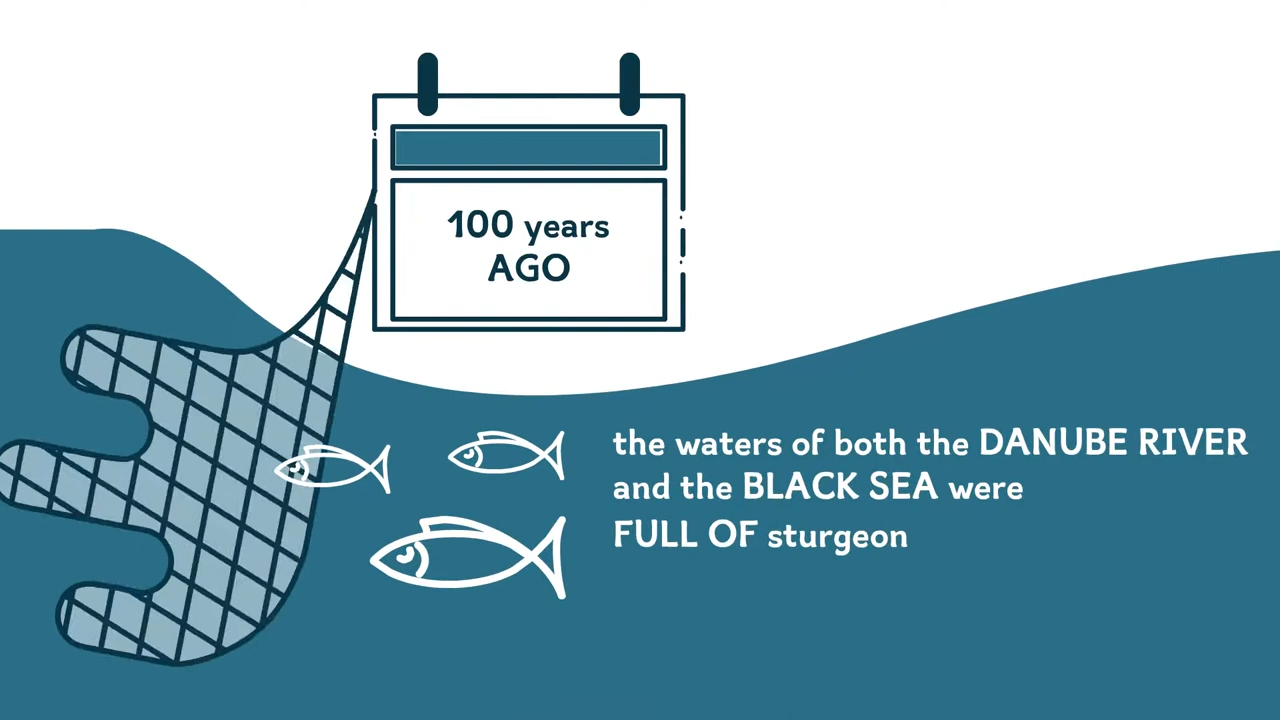 100 years
AGO
the waters of both the DANUBE RIVER
and the BLACK SEA were
FULL OF sturgeon